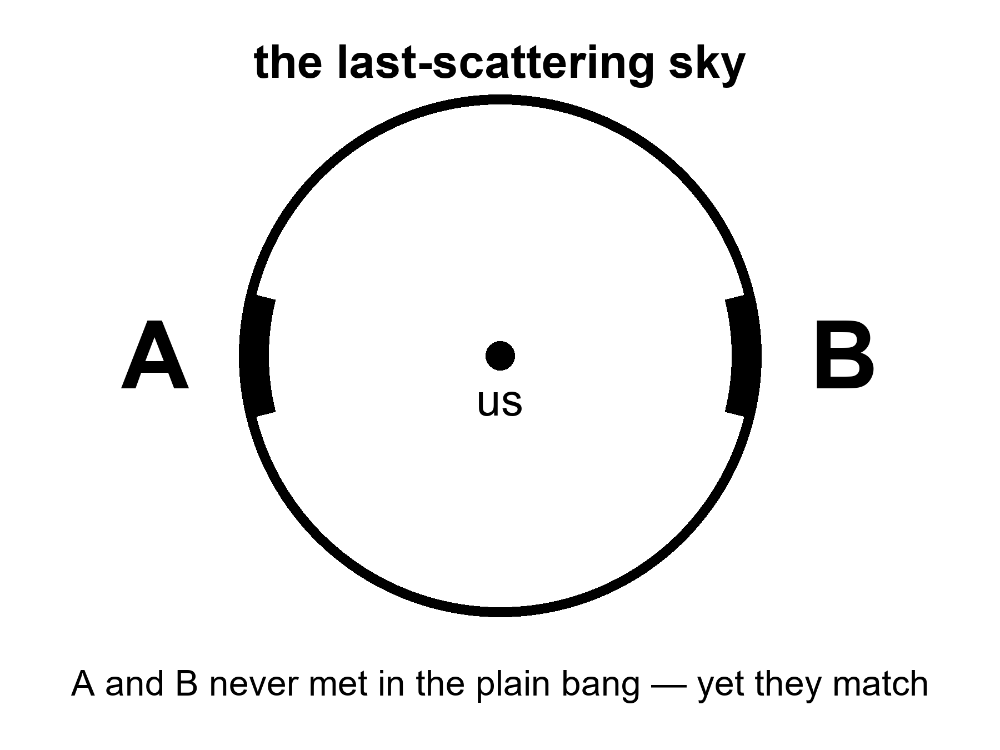 the last-scattering sky
A
B
us
A and B never met in the plain bang — yet they match